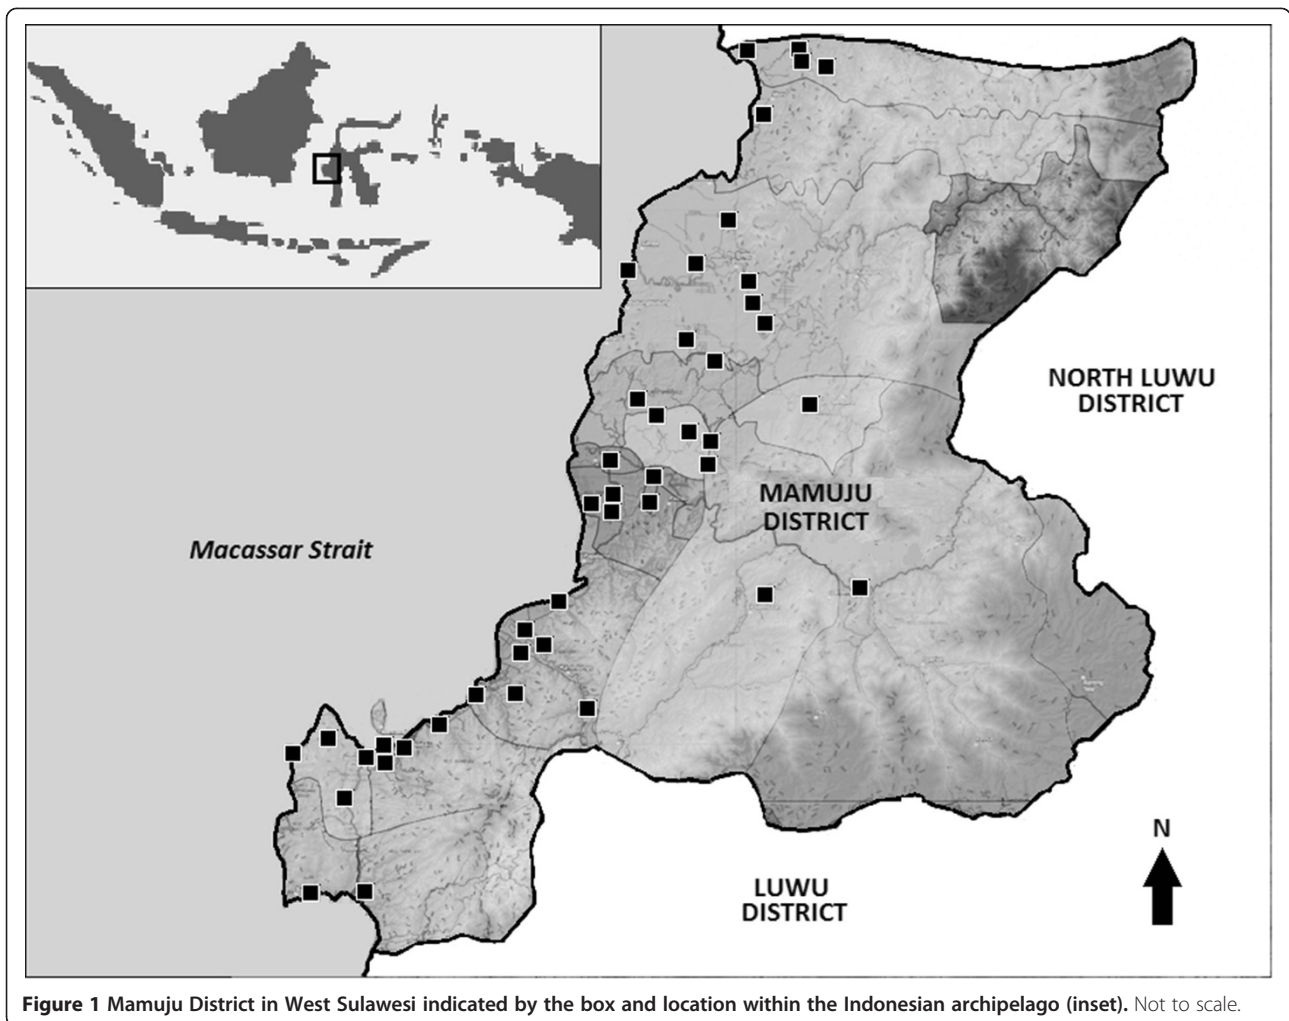 NORTH LUWU
DISTRICT
MAMUJU
DISTRICT
Macassar Strait
N
LUWU
DISTRICT
Figure 1 Mamuju District in West Sulawesi indicated by the box and location within the Indonesian archipelago (inset). Not to scale.